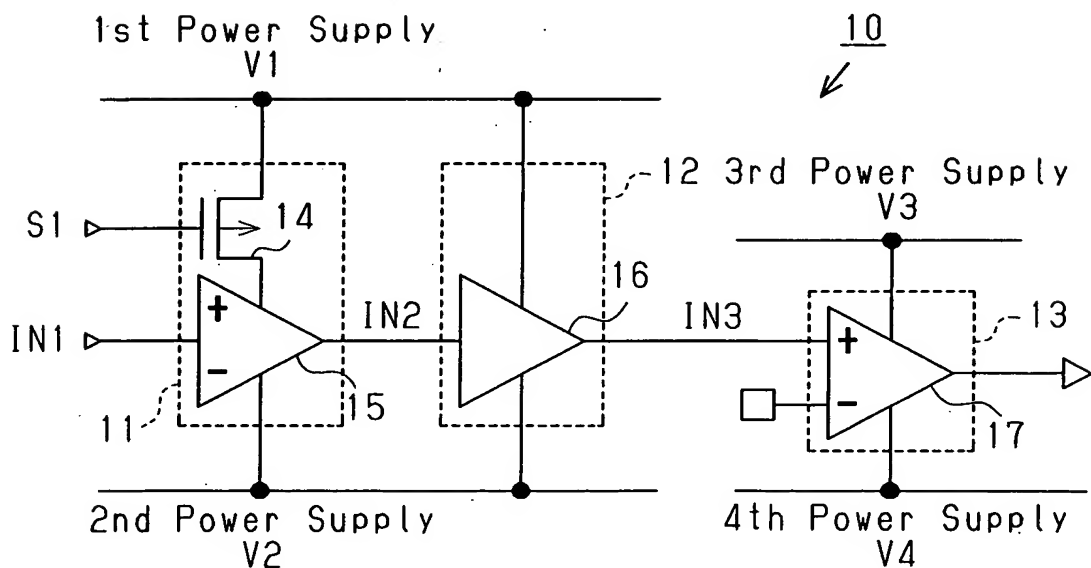 1st Power Supply
V1
10
12 3rd Power Supply
V3
S1
14
16
IN1
+
-
IN2
IN3
+
-
13
11
15
17
2nd Power Supply
V2
4th Power Supply
V4